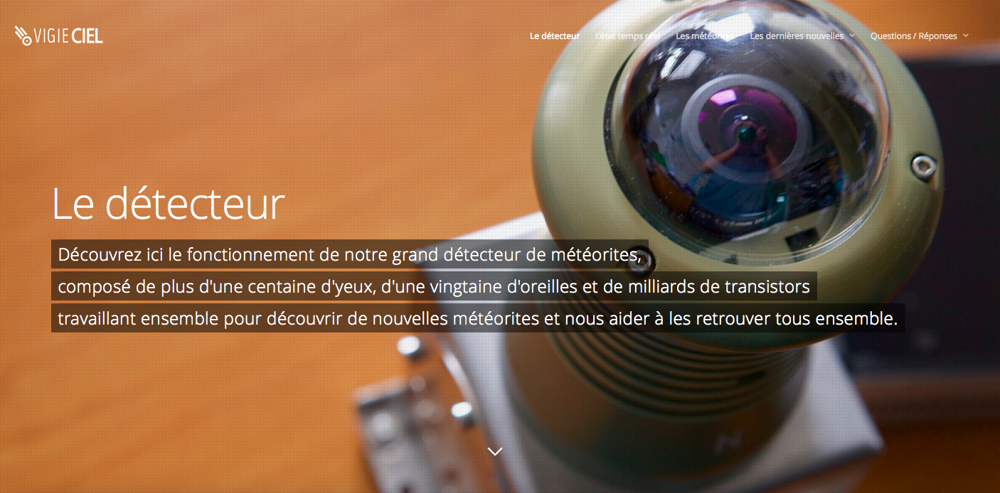 VIGIE CIEL
Le détecteur
L'état temps réel
Les météorites
Les dernières nouvelles
Questions / Réponses
Le détecteur
Découvrez ici le fonctionnement de notre grand détecteur de météorites,
composé de plus d'une centaine d'yeux, d'une vingtaine d'oreilles et de milliards de transistors
travaillant ensemble pour découvrir de nouvelles météorites et nous aider à les retrouver tous ensemble.